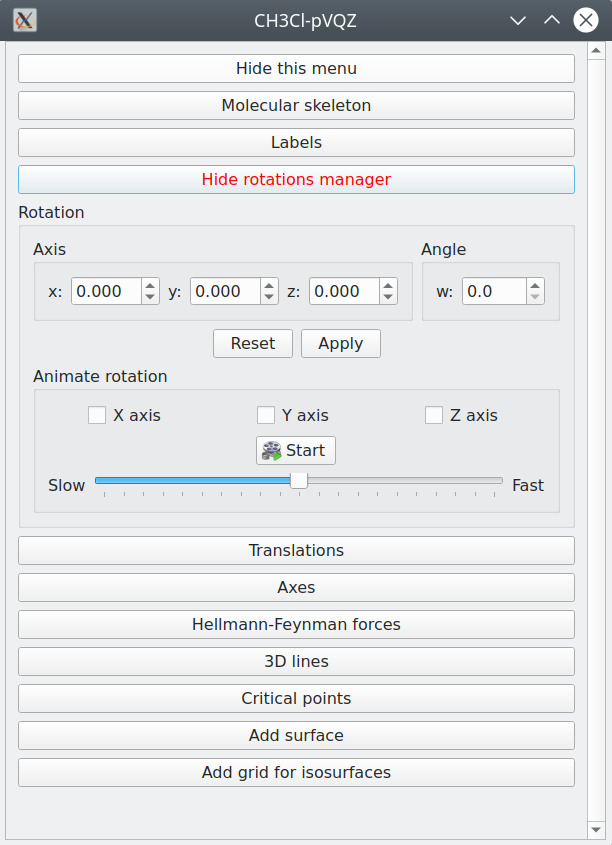 CH3Cl-pVQZ
Hide this menu
Molecular skeleton
Labels
Hide rotations manager
Rotation
Axis Angle
x: 0.000 y: 0.000 z: 0.000 w: 0.0
Reset Apply
Animate rotation
X axis Y axis Z axis
Start
Slow Fast
Translations
Axes
Hellmann-Feynman forces
3D lines
Critical points
Add surface
Add grid for isosurfaces